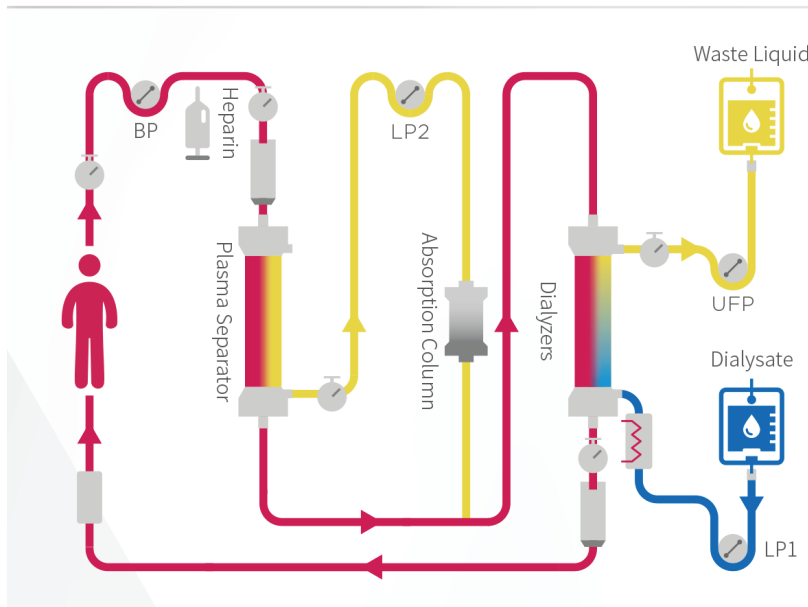 Waste Liquid
BP
Heparin
LP2
Plasma Separator
Absorption Column
Dialyzers
UFP
Dialysate
LP1